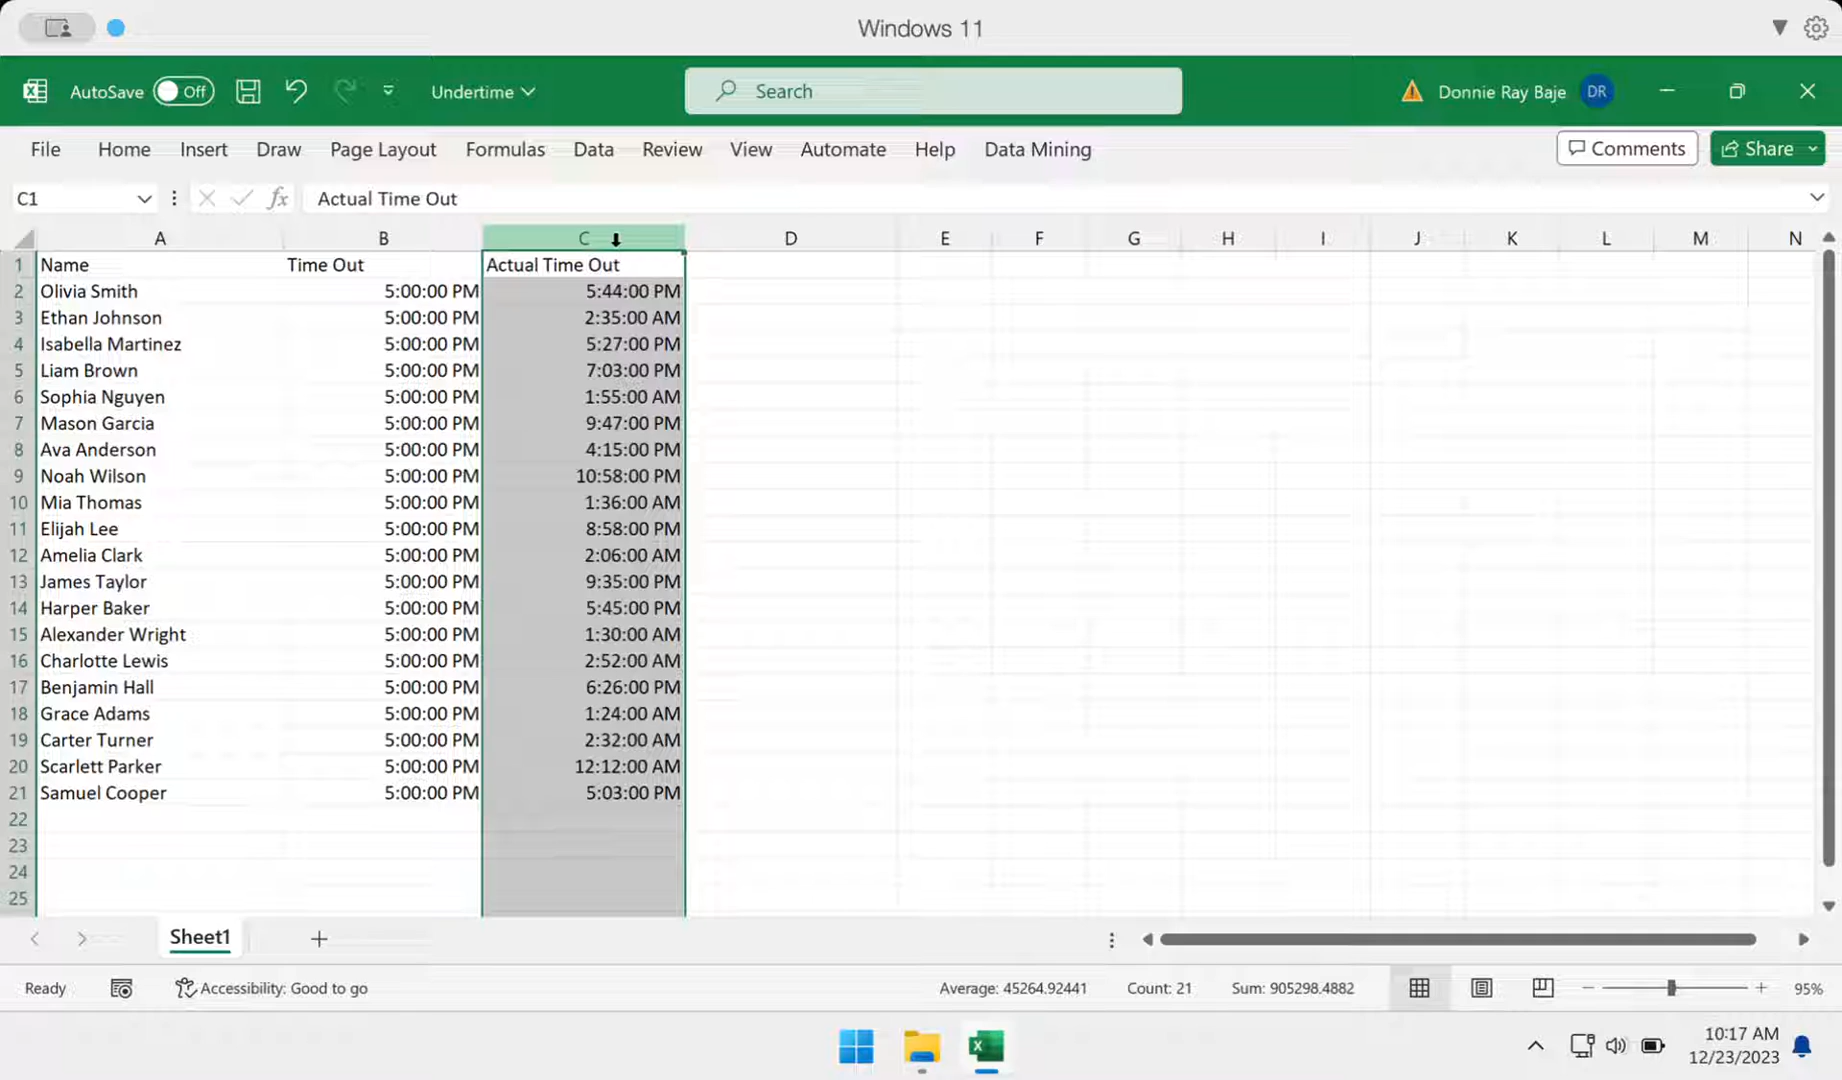 Windows 11
AutoSave Off Undertime Search Donnie Ray Baje DR
File Home Insert Draw Page Layout Formulas Data Review View Automate Help Data Mining Comments Share
C1 fx Actual Time Out
A B C D E F G H I J K L M N
1 Name Time Out Actual Time Out
2 Olivia Smith 5:00:00 PM 5:44:00 PM
3 Ethan Johnson 5:00:00 PM 2:35:00 AM
4 Isabella Martinez 5:00:00 PM 5:27:00 PM
5 Liam Brown 5:00:00 PM 7:03:00 PM
6 Sophia Nguyen 5:00:00 PM 1:55:00 AM
7 Mason Garcia 5:00:00 PM 9:47:00 PM
8 Ava Anderson 5:00:00 PM 4:15:00 PM
9 Noah Wilson 5:00:00 PM 10:58:00 PM
10 Mia Thomas 5:00:00 PM 1:36:00 AM
11 Elijah Lee 5:00:00 PM 8:58:00 PM
12 Amelia Clark 5:00:00 PM 2:06:00 AM
13 James Taylor 5:00:00 PM 9:35:00 PM
14 Harper Baker 5:00:00 PM 5:45:00 PM
15 Alexander Wright 5:00:00 PM 1:30:00 AM
16 Charlotte Lewis 5:00:00 PM 2:52:00 AM
17 Benjamin Hall 5:00:00 PM 6:26:00 PM
18 Grace Adams 5:00:00 PM 1:24:00 AM
19 Carter Turner 5:00:00 PM 2:32:00 AM
20 Scarlett Parker 5:00:00 PM 12:12:00 AM
21 Samuel Cooper 5:00:00 PM 5:03:00 PM
22
23
24
25
Sheet1
Ready Accessibility: Good to go Average: 45264.92441 Count: 21 Sum: 905298.4882 95%
10:17 AM
12/23/2023